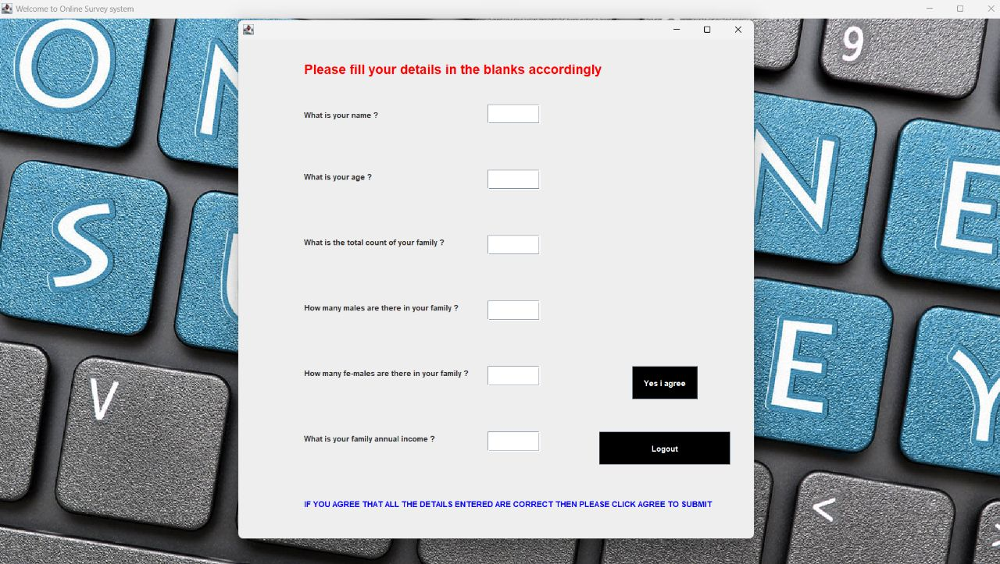 Welcome to Online Survey system
Please fill your details in the blanks accordingly
What is your name ?
What is your age ?
What is the total count of your family ?
How many males are there in your family ?
How many fe-males are there in your family ?
Yes i agree
What is your family annual income ?
Logout
IF YOU AGREE THAT ALL THE DETAILS ENTERED ARE CORRECT THEN PLEASE CLICK AGREE TO SUBMIT
O N
9
N E
S U
E Y
V
<